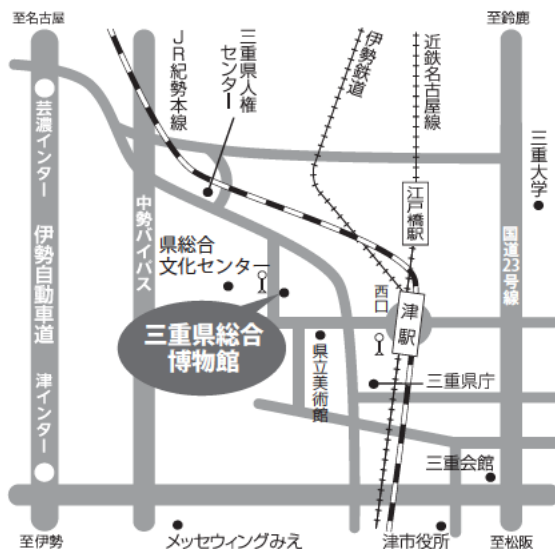 至名古屋
至鈴鹿
JR紀勢本線
三重県人権
センター
伊勢鉄道
近鉄名古屋線
芸濃インター
伊勢自動車道
津インター
中勢バイパス
江戸橋駅
三重大学
国道23号線
県総合
文化センター
西口
津駅
三重県総合
博物館
県立美術館
三重県庁
三重会館
至伊勢
メッセウィングみえ
津市役所
至松阪